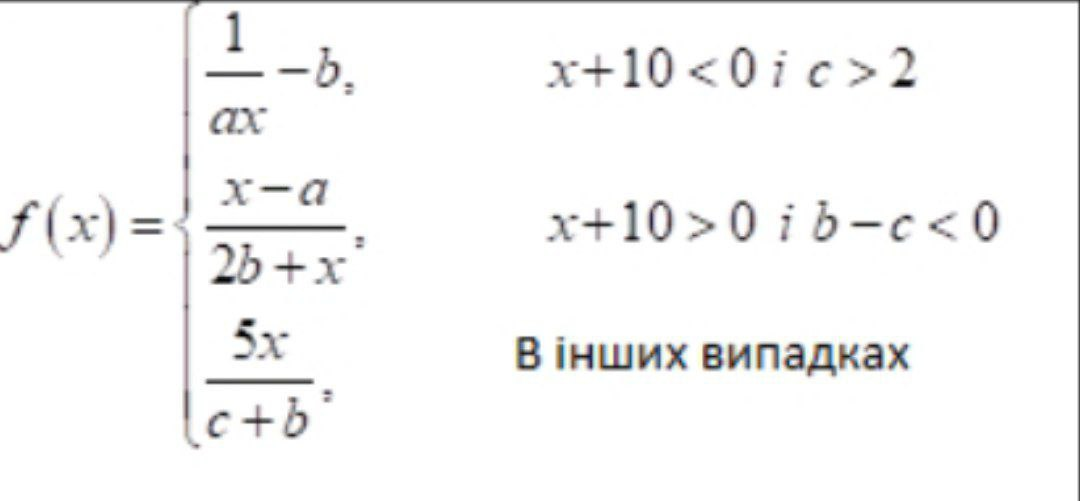 f(x) = { 1/ax − b, x+10 < 0 i c > 2
x−a/2b+x, x+10 > 0 i b−c < 0
5x/c+b, В інших випадках